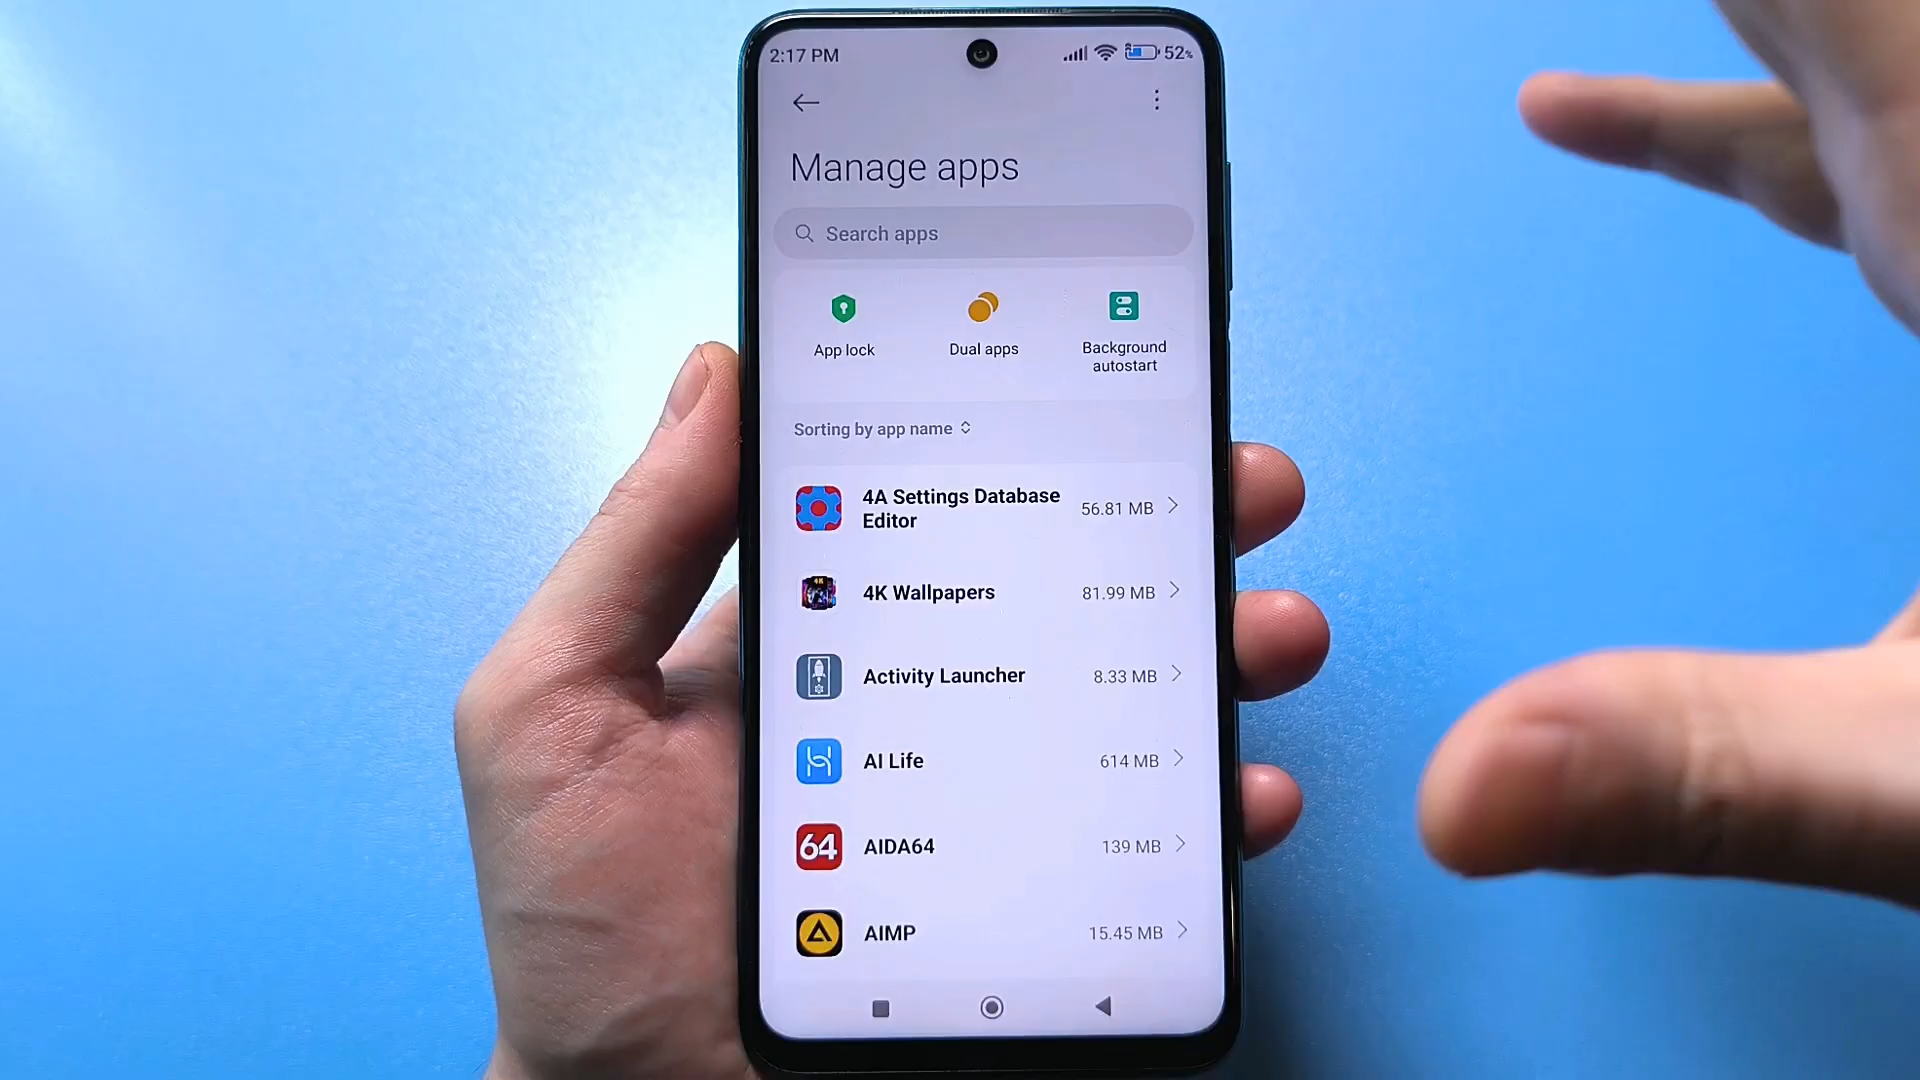 2:17 PM
52%
Manage apps
Search apps
App lock
Dual apps
Background
autostart
Sorting by app name
4A Settings Database
Editor
56.81 MB
4K
4K Wallpapers
81.99 MB
Activity Launcher
8.33 MB
AI Life
614 MB
64
AIDA64
139 MB
AIMP
15.45 MB